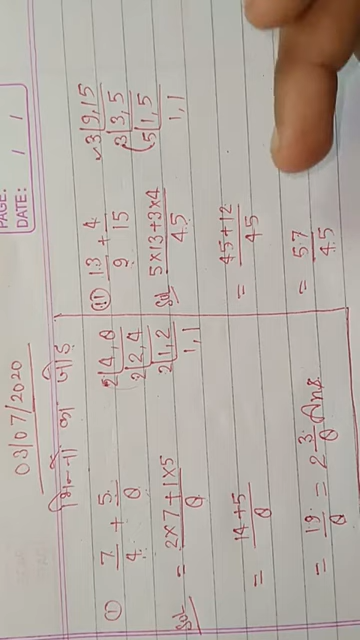 PAGE:
DATE: / /
03/07/2020
भिन्नों का जोड़
(i) 7/4 + 5/8
2|4,8
2|2,4
2|1,2
1,1
Sol = 2×7+1×5/8
= 14+5/8
= 19/8 = 2 3/8 Ans
(ii) 13/9 + 4/15
3|9,15
3|3,5
5|1,5
1,1
Sol 5×13+3×4/45
= 45+12/45
= 57/45